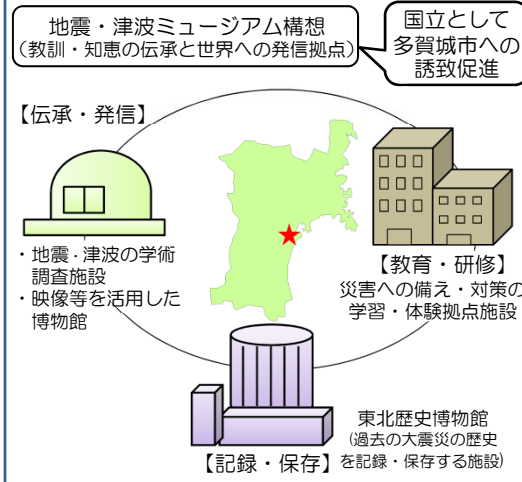 地震・津波ミュージアム構想
（教訓・知恵の伝承と世界への発信拠点）
国立として
多賀城市への
誘致促進
【伝承・発信】
・地震・津波の学術
調査施設
・映像等を活用した
博物館
【教育・研修】
災害への備え・対策の
学習・体験拠点施設
東北歴史博物館
(過去の大震災の歴史
を記録・保存する施設)
【記録・保存】